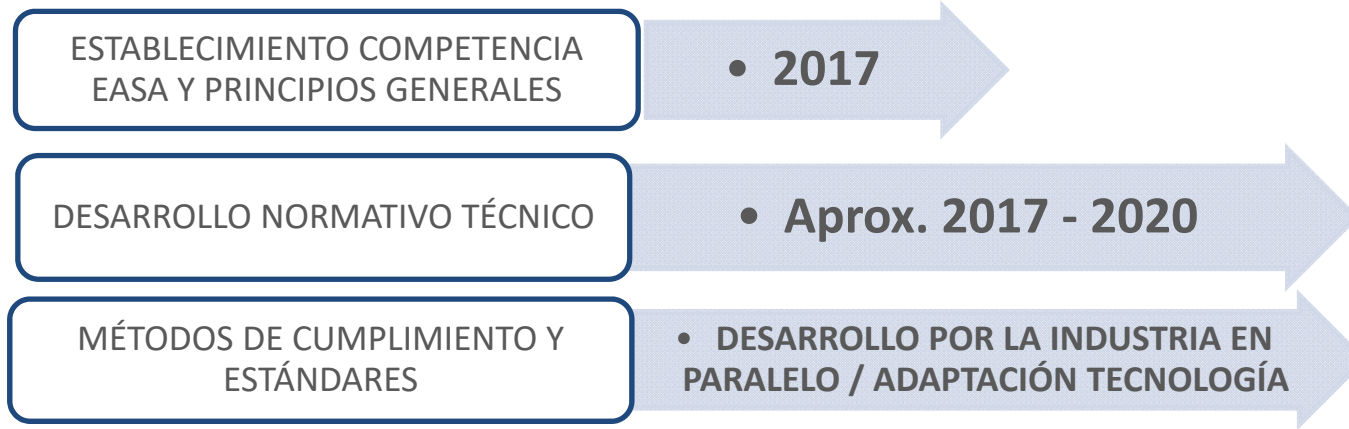 ESTABLECIMIENTO COMPETENCIA
EASA Y PRINCIPIOS GENERALES
• 2017
DESARROLLO NORMATIVO TÉCNICO
• Aprox. 2017 - 2020
MÉTODOS DE CUMPLIMIENTO Y
ESTÁNDARES
• DESARROLLO POR LA INDUSTRIA EN
PARALELO / ADAPTACIÓN TECNOLOGÍA